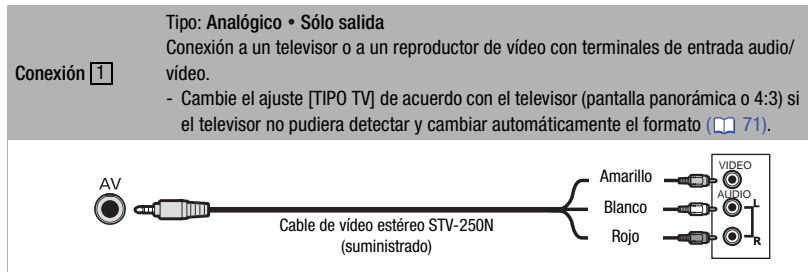 Conexión 1
Tipo: Analógico • Sólo salida
Conexión a un televisor o a un reproductor de vídeo con terminales de entrada audio/
vídeo.
- Cambie el ajuste [TIPO TV] de acuerdo con el televisor (pantalla panorámica o 4:3) si
el televisor no pudiera detectar y cambiar automáticamente el formato ( 71).
AV
Cable de vídeo estéreo STV-250N
(suministrado)
Amarillo
Blanco
Rojo
VIDEO
AUDIO
L
R